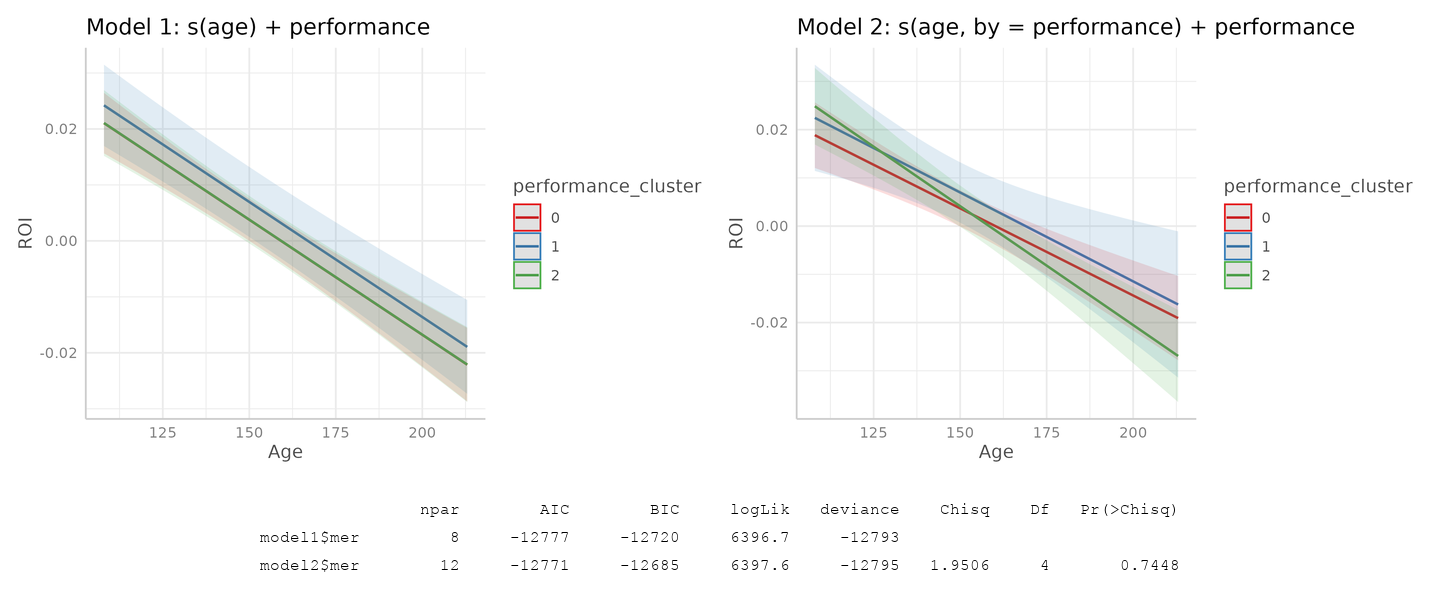 Model 1: s(age) + performance
0.02
0.00
-0.02
ROI
125 150 175 200
Age
performance_cluster
0
1
2
Model 2: s(age, by = performance) + performance
0.02
0.00
-0.02
ROI
125 150 175 200
Age
performance_cluster
0
1
2
npar AIC BIC logLik deviance Chisq Df Pr(>Chisq)
model1$mer 8 -12777 -12720 6396.7 -12793
model2$mer 12 -12771 -12685 6397.6 -12795 1.9506 4 0.7448